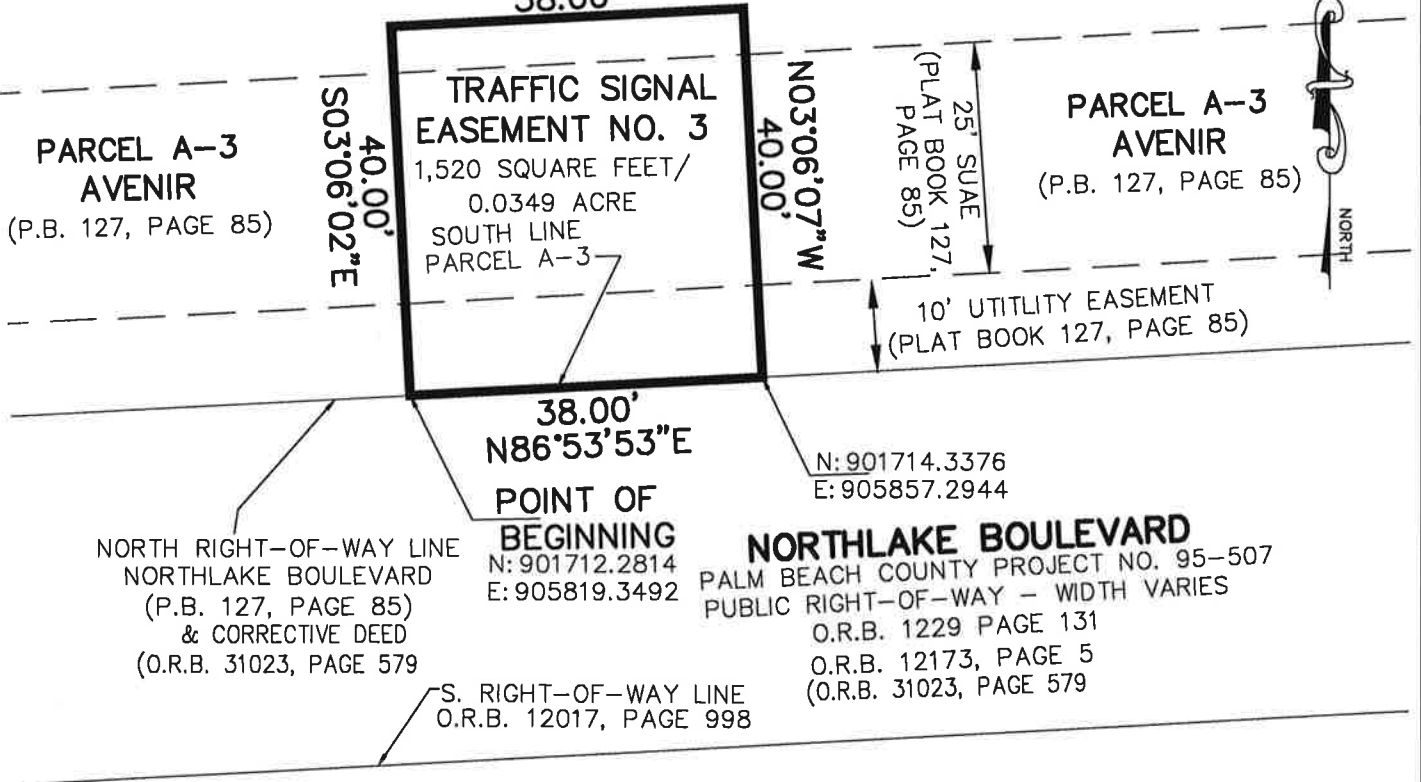 38.00'
TRAFFIC SIGNAL
EASEMENT NO. 3
1,520 SQUARE FEET/
0.0349 ACRE
SOUTH LINE
PARCEL A-3
PARCEL A-3
AVENIR
(P.B. 127, PAGE 85)
40.00'
S03°06'02"E
N03°06'07"W
40.00'
25' SUAE
(PLAT BOOK 127,
PAGE 85)
PARCEL A-3
AVENIR
(P.B. 127, PAGE 85)
NORTH
10' UTITLITY EASEMENT
(PLAT BOOK 127, PAGE 85)
38.00'
N86°53'53"E
N: 901714.3376
E: 905857.2944
POINT OF
BEGINNING
N: 901712.2814
E: 905819.3492
NORTH RIGHT-OF-WAY LINE
NORTHLAKE BOULEVARD
(P.B. 127, PAGE 85)
& CORRECTIVE DEED
(O.R.B. 31023, PAGE 579
NORTHLAKE BOULEVARD
PALM BEACH COUNTY PROJECT NO. 95-507
PUBLIC RIGHT-OF-WAY - WIDTH VARIES
O.R.B. 1229 PAGE 131
O.R.B. 12173, PAGE 5
(O.R.B. 31023, PAGE 579
S. RIGHT-OF-WAY LINE
O.R.B. 12017, PAGE 998